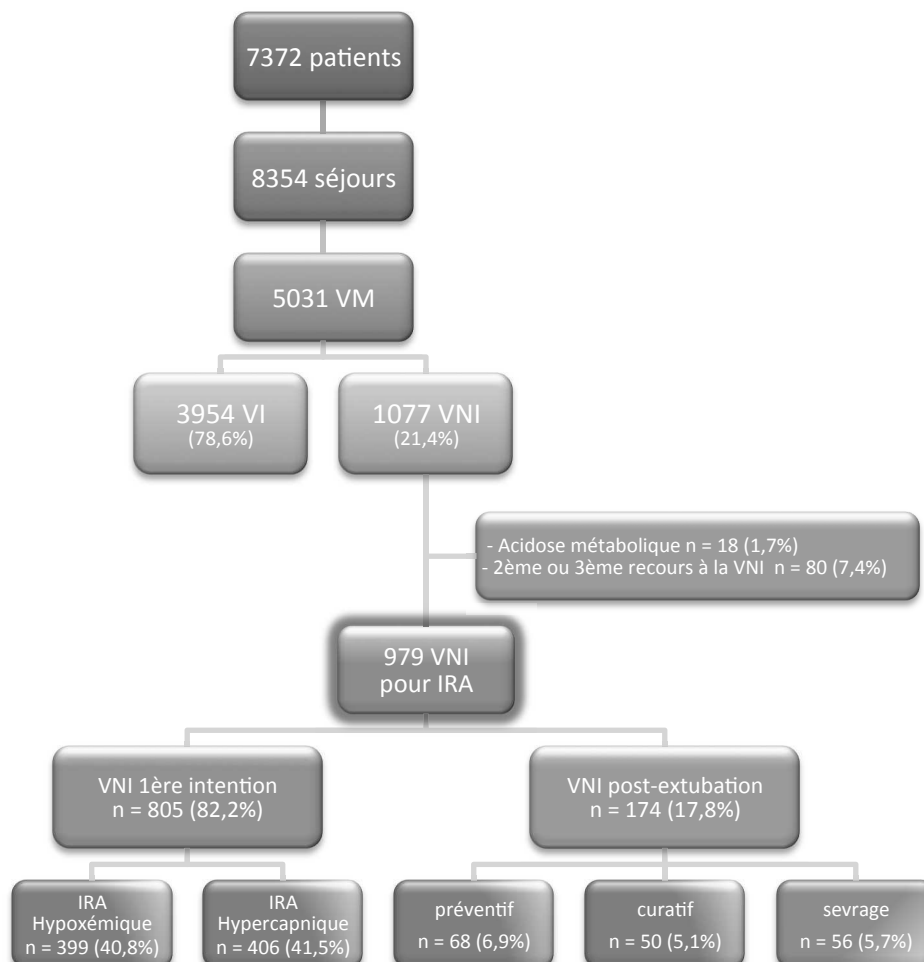 7372 patients
8354 séjours
5031 VM
3954 VI
(78,6%)
1077 VNI
(21,4%)
- Acidose métabolique n = 18 (1,7%)
- 2ème ou 3ème recours à la VNI n = 80 (7,4%)
979 VNI
pour IRA
VNI 1ère intention
n = 805 (82,2%)
VNI post-extubation
n = 174 (17,8%)
IRA
Hypoxémique
n = 399 (40,8%)
IRA
Hypercapnique
n = 406 (41,5%)
préventif
n = 68 (6,9%)
curatif
n = 50 (5,1%)
sevrage
n = 56 (5,7%)